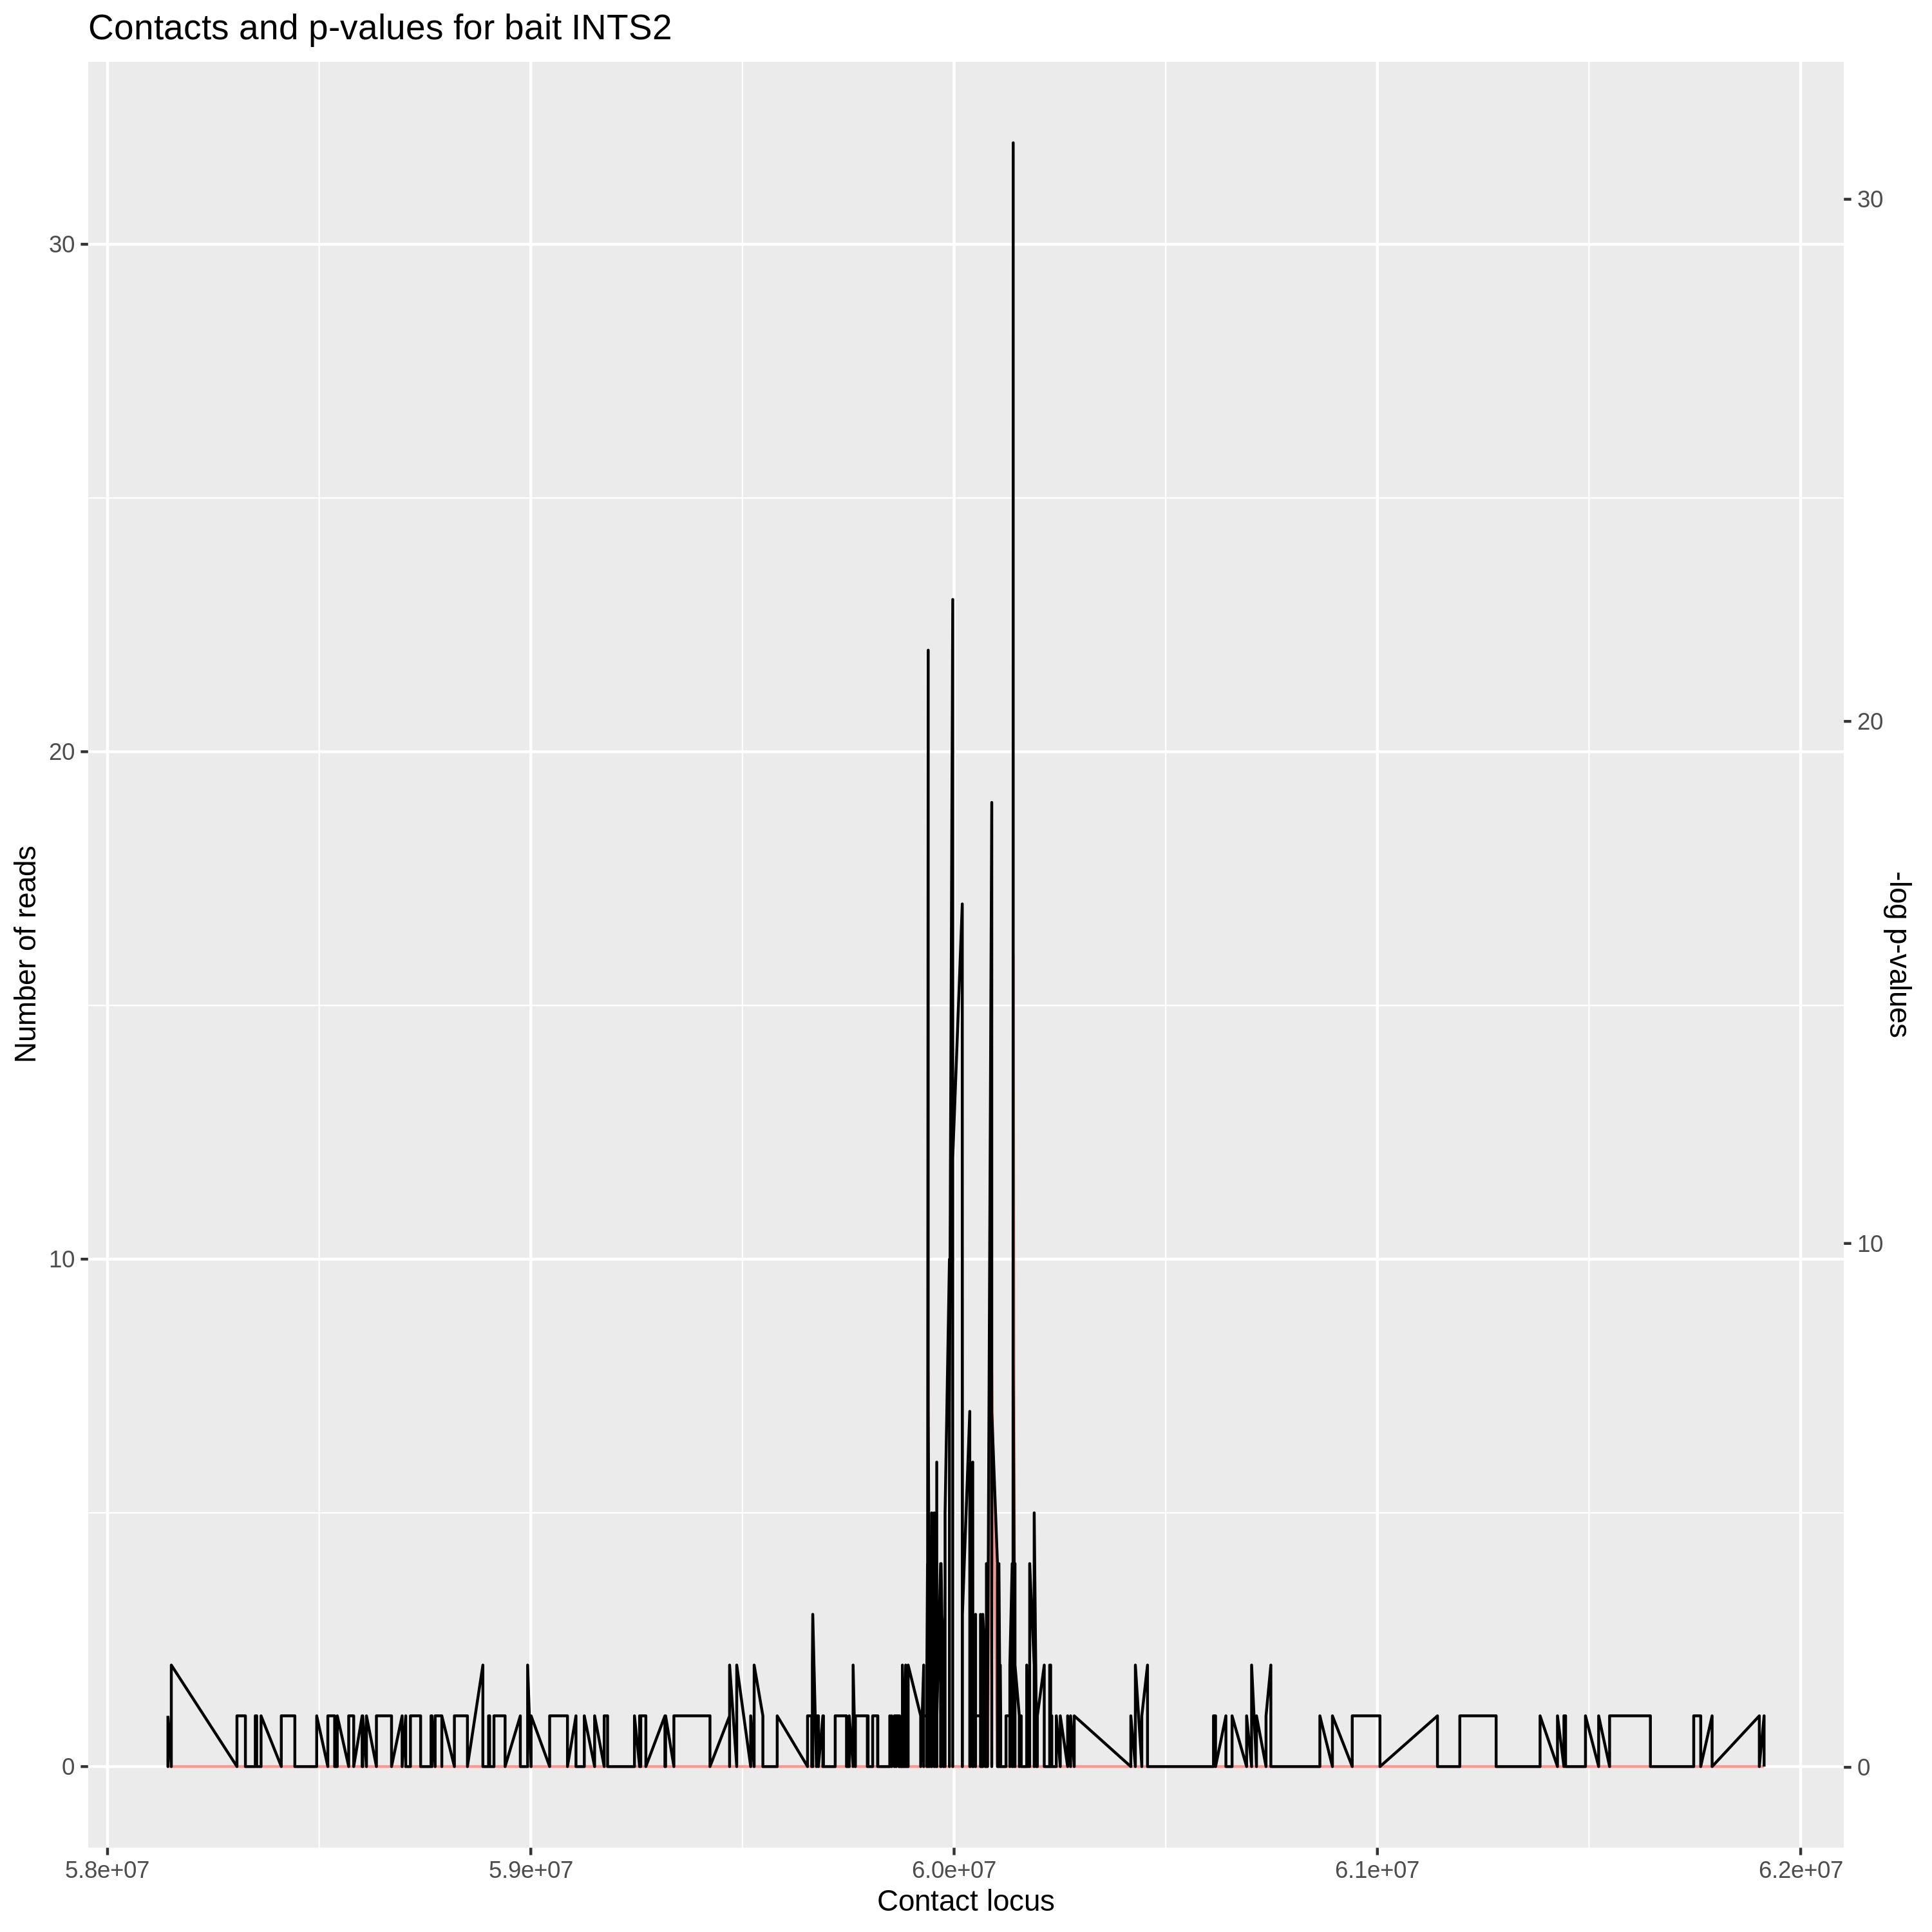 Contacts and p-values for bait INTS2
30
20
10
0
30
20
10
0
Number of reads
-log p-values
5.8e+07 5.9e+07 6.0e+07 6.1e+07 6.2e+07
Contact locus